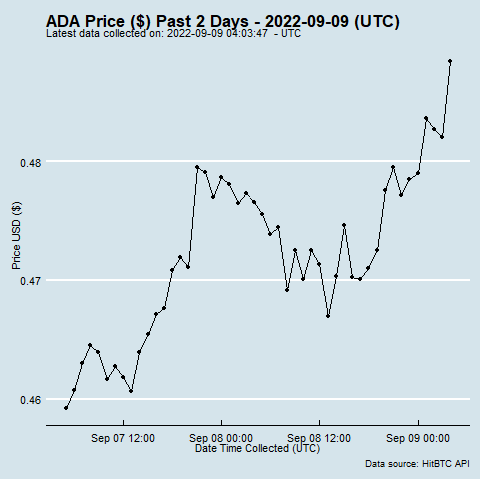 ADA Price ($) Past 2 Days - 2022-09-09 (UTC)
Latest data collected on: 2022-09-09 04:03:47 - UTC
0.48
0.47
0.46
Price USD ($)
Sep 07 12:00 Sep 08 00:00 Sep 08 12:00 Sep 09 00:00
Date Time Collected (UTC)
Data source: HitBTC API